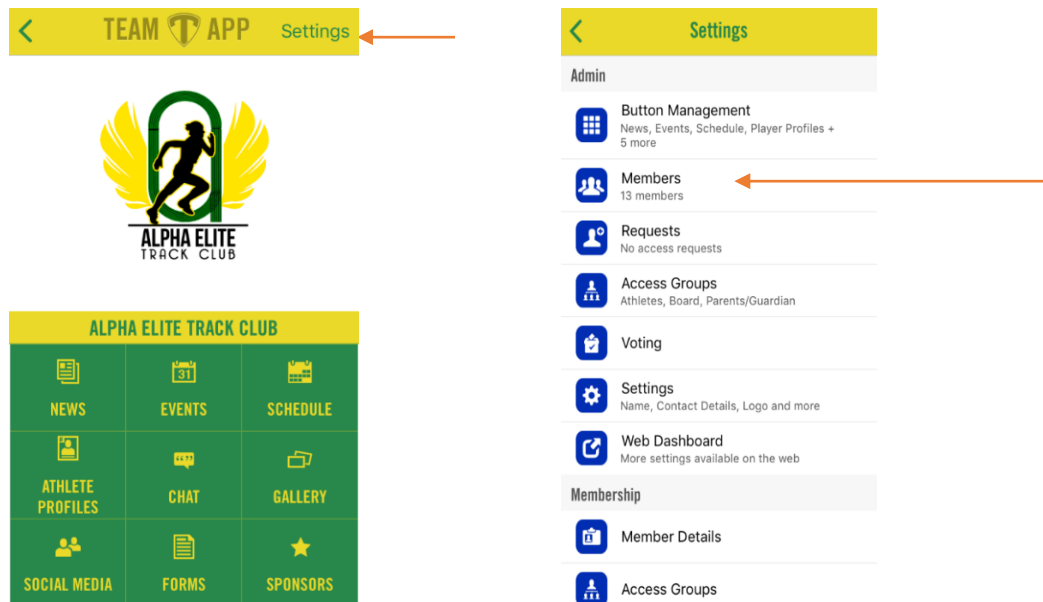 TEAM T APP
Settings
ALPHA ELITE
TRACK CLUB
ALPHA ELITE TRACK CLUB
NEWS
31
EVENTS
SCHEDULE
ATHLETE
PROFILES
CHAT
GALLERY
SOCIAL MEDIA
FORMS
SPONSORS
Settings
Admin
Button Management
News, Events, Schedule, Player Profiles +
5 more
Members
13 members
Requests
No access requests
Access Groups
Athletes, Board, Parents/Guardian
Voting
Settings
Name, Contact Details, Logo and more
Web Dashboard
More settings available on the web
Membership
Member Details
Access Groups